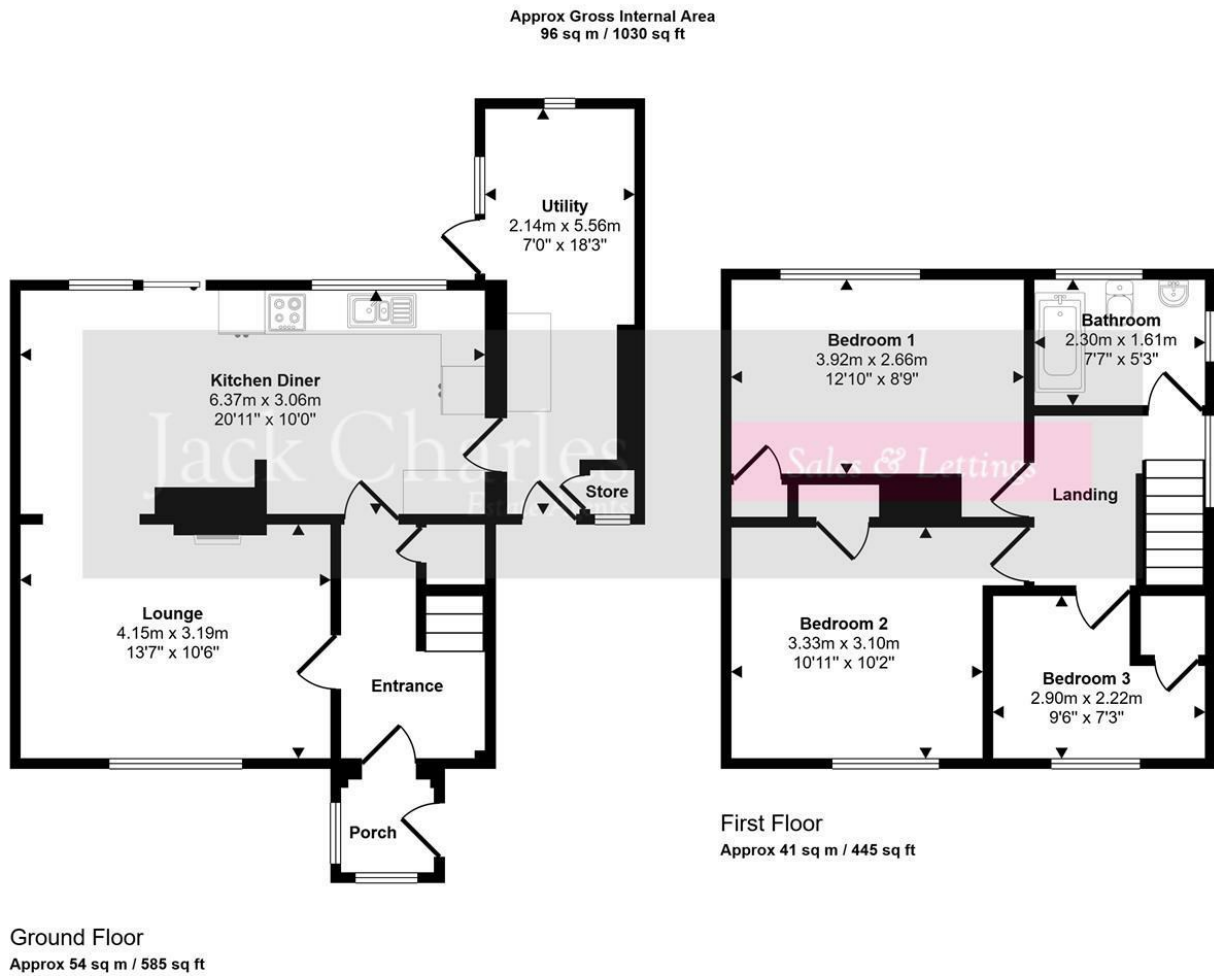 Approx Gross Internal Area
96 sq m / 1030 sq ft
Utility
2.14m x 5.56m
7'0" x 18'3"
Kitchen Diner
6.37m x 3.06m
20'11" x 10'0"
Store
Lounge
4.15m x 3.19m
13'7" x 10'6"
Entrance
Porch
Ground Floor
Approx 54 sq m / 585 sq ft
Bedroom 1
3.92m x 2.66m
12'10" x 8'9"
Bathroom
2.30m x 1.61m
7'7" x 5'3"
Landing
Bedroom 2
3.33m x 3.10m
10'11" x 10'2"
Bedroom 3
2.90m x 2.22m
9'6" x 7'3"
First Floor
Approx 41 sq m / 445 sq ft
Jack Charles
Sales & Lettings